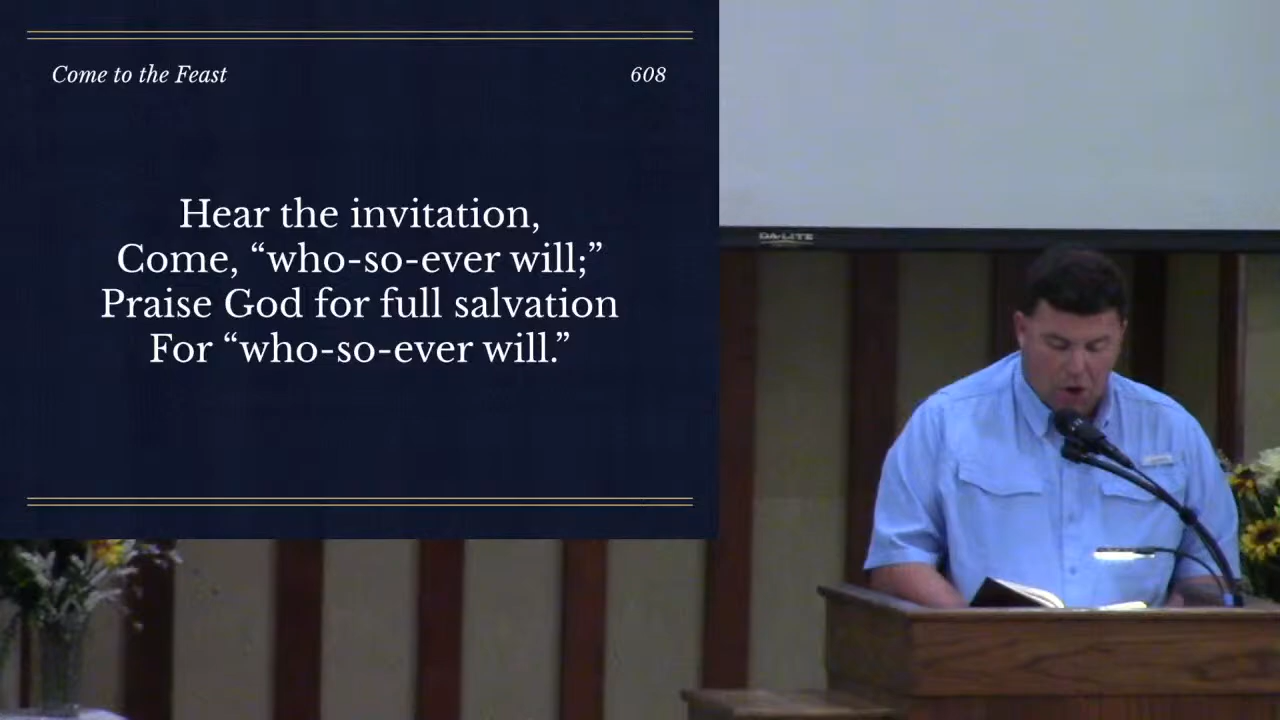 Come to the Feast
608
Hear the invitation,
Come, “who-so-ever will;”
Praise God for full salvation
For “who-so-ever will.”
DA-LITE